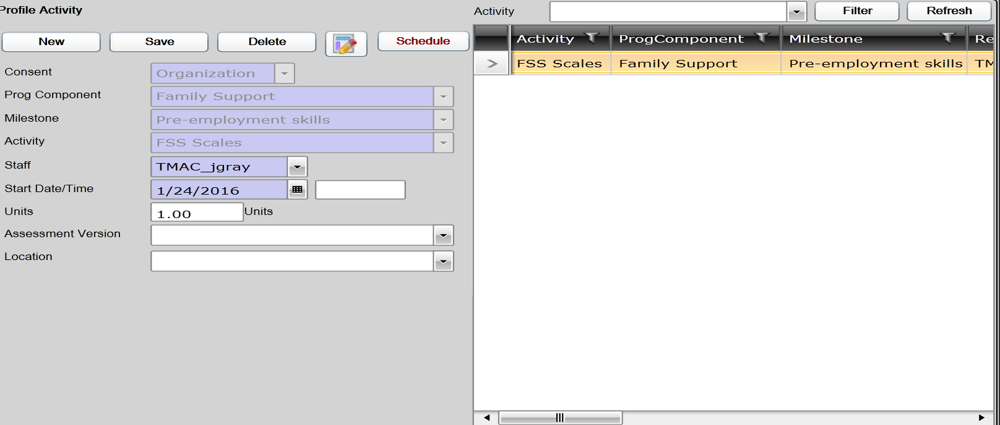 Profile Activity
New Save Delete Schedule
Consent Organization
Prog Component Family Support
Milestone Pre-employment skills
Activity FSS Scales
Staff TMAC_jgray
Start Date/Time 1/24/2016
Units 1.00 Units
Assessment Version
Location
Activity Filter Refresh
Activity ProgComponent Milestone Re
> FSS Scales Family Support Pre-employment skills TM